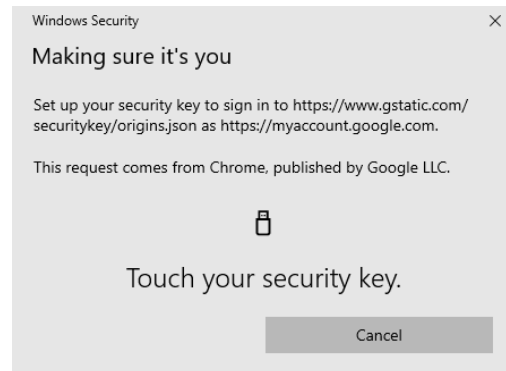 Windows Security
Making sure it's you
Set up your security key to sign in to https://www.gstatic.com/
securitykey/origins.json as https://myaccount.google.com.
This request comes from Chrome, published by Google LLC.
Touch your security key.
Cancel